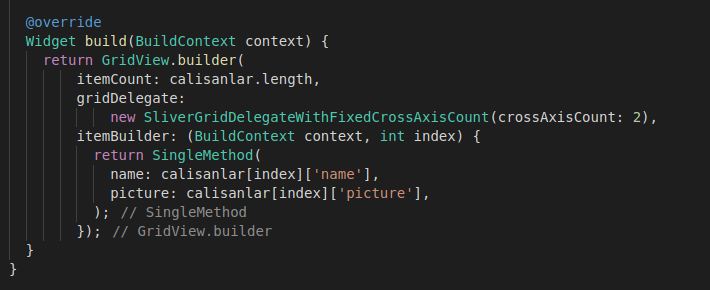 @override
Widget build(BuildContext context) {
return GridView.builder(
itemCount: calisanlar.length,
gridDelegate:
new SliverGridDelegateWithFixedCrossAxisCount(crossAxisCount: 2),
itemBuilder: (BuildContext context, int index) {
return SingleMethod(
name: calisanlar[index]['name'],
picture: calisanlar[index]['picture'],
); // SingleMethod
}); // GridView.builder
}
}